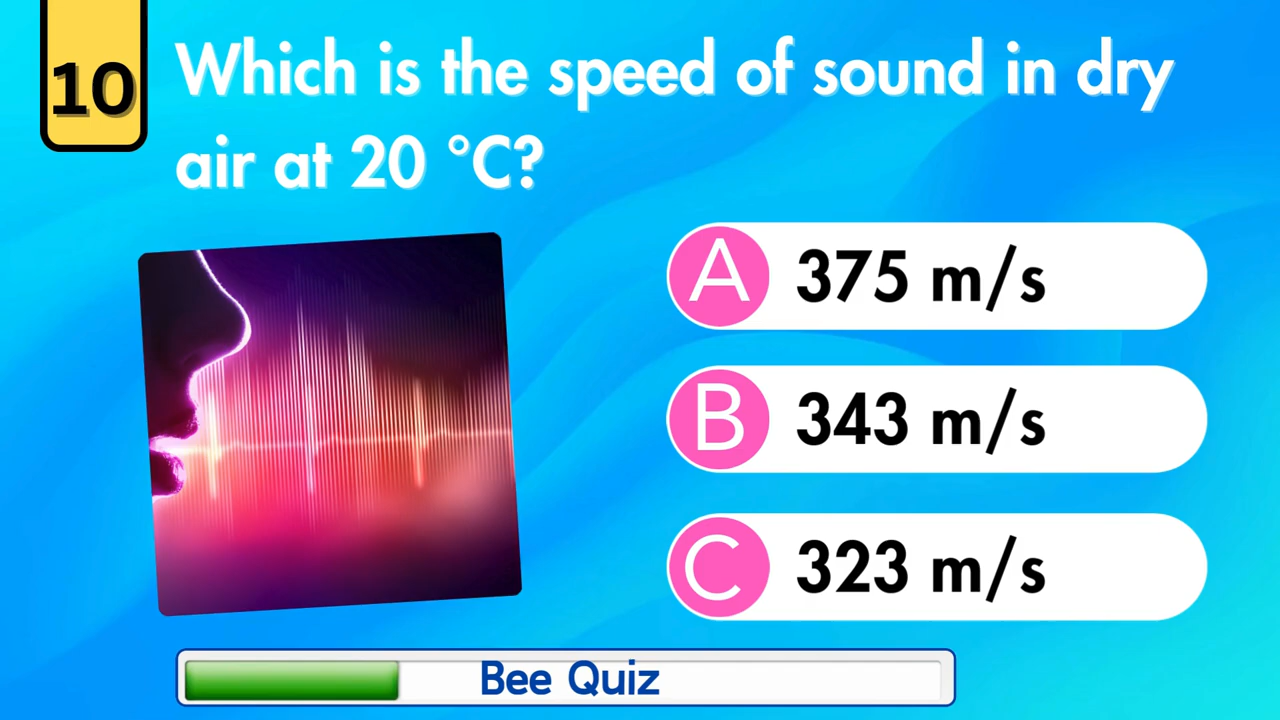 10
Which is the speed of sound in dry
air at 20 °C?
A 375 m/s
B 343 m/s
C 323 m/s
Bee Quiz